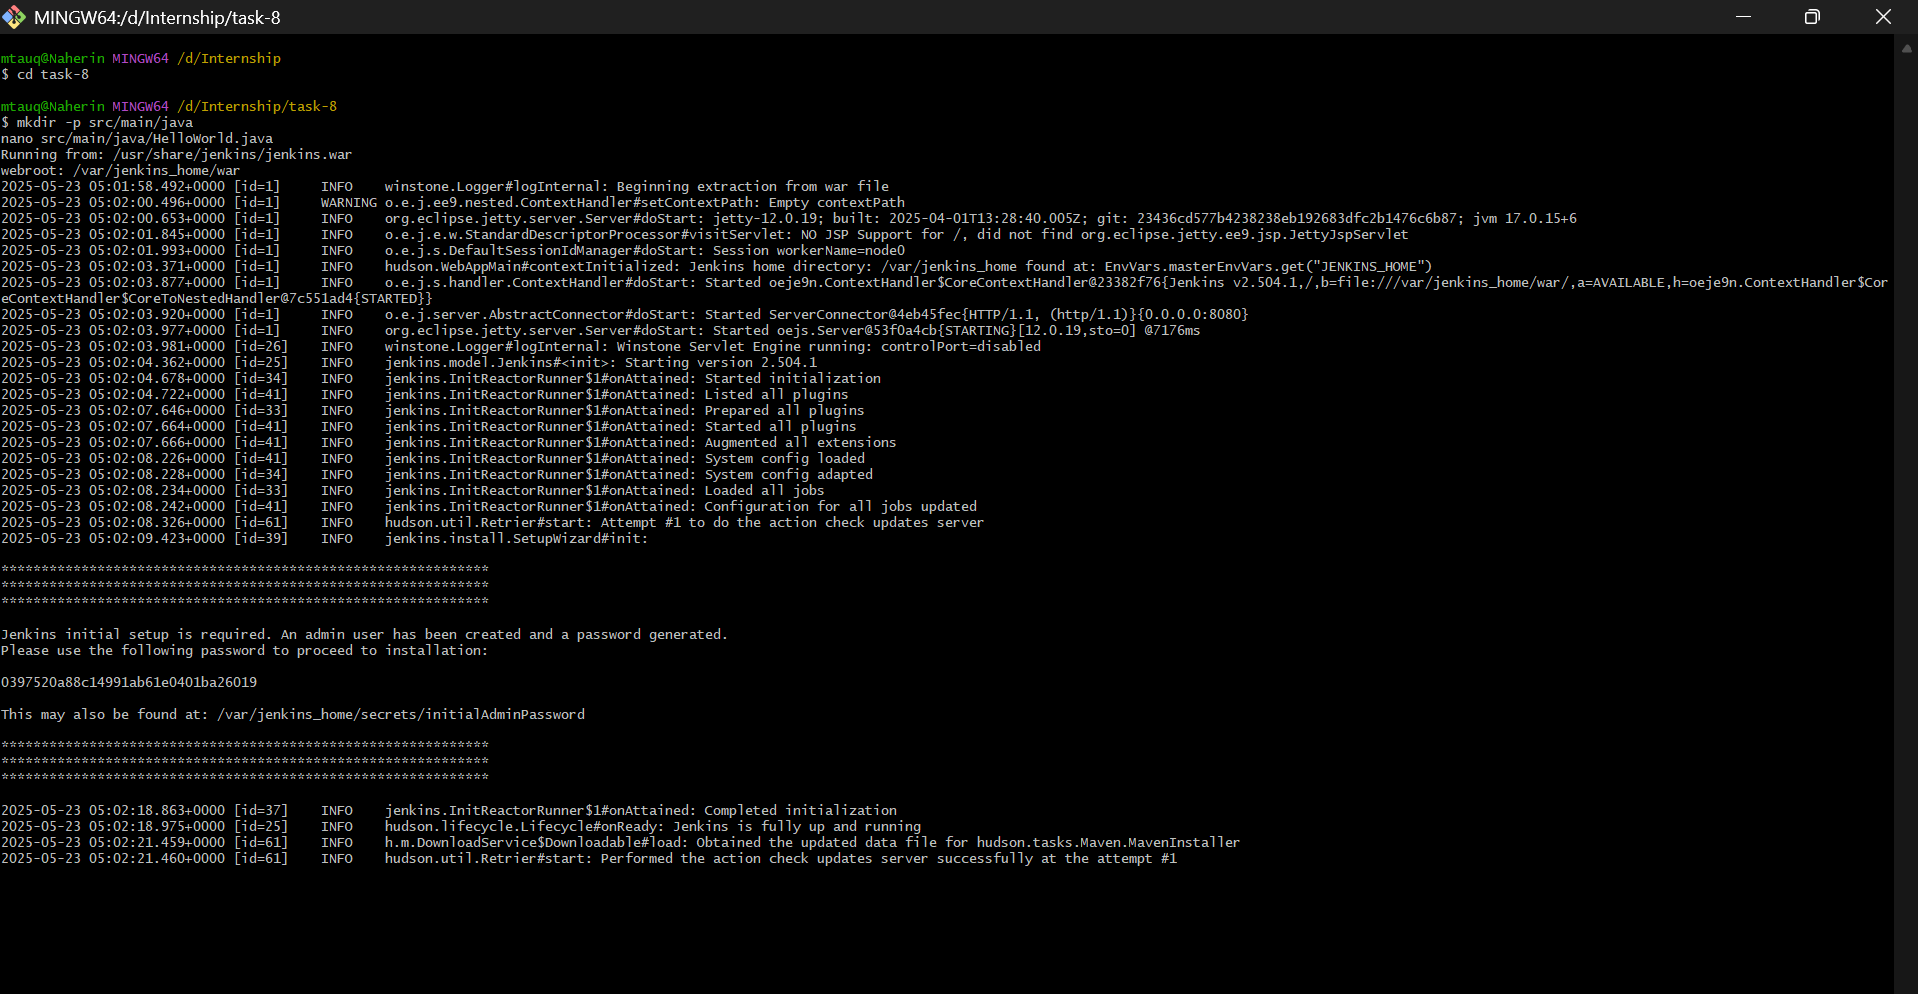 MINGW64:/d/Internship/task-8
mtauq@Naherin MINGW64 /d/Internship
$ cd task-8
mtauq@Naherin MINGW64 /d/Internship/task-8
$ mkdir -p src/main/java
nano src/main/java/HelloWorld.java
Running from: /usr/share/jenkins/jenkins.war
webroot: /var/jenkins_home/war
2025-05-23 05:01:58.492+0000 [id=1]     INFO    winstone.Logger#logInternal: Beginning extraction from war file
2025-05-23 05:02:00.496+0000 [id=1]     WARNING o.e.j.ee9.nested.ContextHandler#setContextPath: Empty contextPath
2025-05-23 05:02:00.653+0000 [id=1]     INFO    org.eclipse.jetty.server.Server#doStart: jetty-12.0.19; built: 2025-04-01T13:28:40.005Z; git: 23436cd577b4238238eb192683dfc2b1476c6b87; jvm 17.0.15+6
2025-05-23 05:02:01.845+0000 [id=1]     INFO    o.e.j.e.w.StandardDescriptorProcessor#visitServlet: NO JSP Support for /, did not find org.eclipse.jetty.ee9.jsp.JettyJspServlet
2025-05-23 05:02:01.993+0000 [id=1]     INFO    o.e.j.s.DefaultSessionIdManager#doStart: Session workerName=node0
2025-05-23 05:02:03.371+0000 [id=1]     INFO    hudson.WebAppMain#contextInitialized: Jenkins home directory: /var/jenkins_home found at: EnvVars.masterEnvVars.get("JENKINS_HOME")
2025-05-23 05:02:03.877+0000 [id=1]     INFO    o.e.j.s.handler.ContextHandler#doStart: Started oeje9n.ContextHandler$CoreContextHandler@23382f76{Jenkins v2.504.1,/,b=file:///var/jenkins_home/war/,a=AVAILABLE,h=oeje9n.ContextHandler$Cor
eContextHandler$CoreToNestedHandler@7c551ad4{STARTED}}
2025-05-23 05:02:03.920+0000 [id=1]     INFO    o.e.j.server.AbstractConnector#doStart: Started ServerConnector@4eb45fec{HTTP/1.1, (http/1.1)}{0.0.0.0:8080}
2025-05-23 05:02:03.977+0000 [id=1]     INFO    org.eclipse.jetty.server.Server#doStart: Started oejs.Server@53f0a4cb{STARTING}[12.0.19,sto=0] @7176ms
2025-05-23 05:02:03.981+0000 [id=26]    INFO    winstone.Logger#logInternal: Winstone Servlet Engine running: controlPort=disabled
2025-05-23 05:02:04.362+0000 [id=25]    INFO    jenkins.model.Jenkins#<init>: Starting version 2.504.1
2025-05-23 05:02:04.678+0000 [id=34]    INFO    jenkins.InitReactorRunner$1#onAttained: Started initialization
2025-05-23 05:02:04.722+0000 [id=41]    INFO    jenkins.InitReactorRunner$1#onAttained: Listed all plugins
2025-05-23 05:02:07.646+0000 [id=33]    INFO    jenkins.InitReactorRunner$1#onAttained: Prepared all plugins
2025-05-23 05:02:07.664+0000 [id=41]    INFO    jenkins.InitReactorRunner$1#onAttained: Started all plugins
2025-05-23 05:02:07.666+0000 [id=41]    INFO    jenkins.InitReactorRunner$1#onAttained: Augmented all extensions
2025-05-23 05:02:08.226+0000 [id=41]    INFO    jenkins.InitReactorRunner$1#onAttained: System config loaded
2025-05-23 05:02:08.228+0000 [id=34]    INFO    jenkins.InitReactorRunner$1#onAttained: System config adapted
2025-05-23 05:02:08.234+0000 [id=33]    INFO    jenkins.InitReactorRunner$1#onAttained: Loaded all jobs
2025-05-23 05:02:08.242+0000 [id=41]    INFO    jenkins.InitReactorRunner$1#onAttained: Configuration for all jobs updated
2025-05-23 05:02:08.326+0000 [id=61]    INFO    hudson.util.Retrier#start: Attempt #1 to do the action check updates server
2025-05-23 05:02:09.423+0000 [id=39]    INFO    jenkins.install.SetupWizard#init:
*************************************************************
*************************************************************
*************************************************************
Jenkins initial setup is required. An admin user has been created and a password generated.
Please use the following password to proceed to installation:
0397520a88c14991ab61e0401ba26019
This may also be found at: /var/jenkins_home/secrets/initialAdminPassword
*************************************************************
*************************************************************
*************************************************************
2025-05-23 05:02:18.863+0000 [id=37]    INFO    jenkins.InitReactorRunner$1#onAttained: Completed initialization
2025-05-23 05:02:18.975+0000 [id=25]    INFO    hudson.lifecycle.Lifecycle#onReady: Jenkins is fully up and running
2025-05-23 05:02:21.459+0000 [id=61]    INFO    h.m.DownloadService$Downloadable#load: Obtained the updated data file for hudson.tasks.Maven.MavenInstaller
2025-05-23 05:02:21.460+0000 [id=61]    INFO    hudson.util.Retrier#start: Performed the action check updates server successfully at the attempt #1